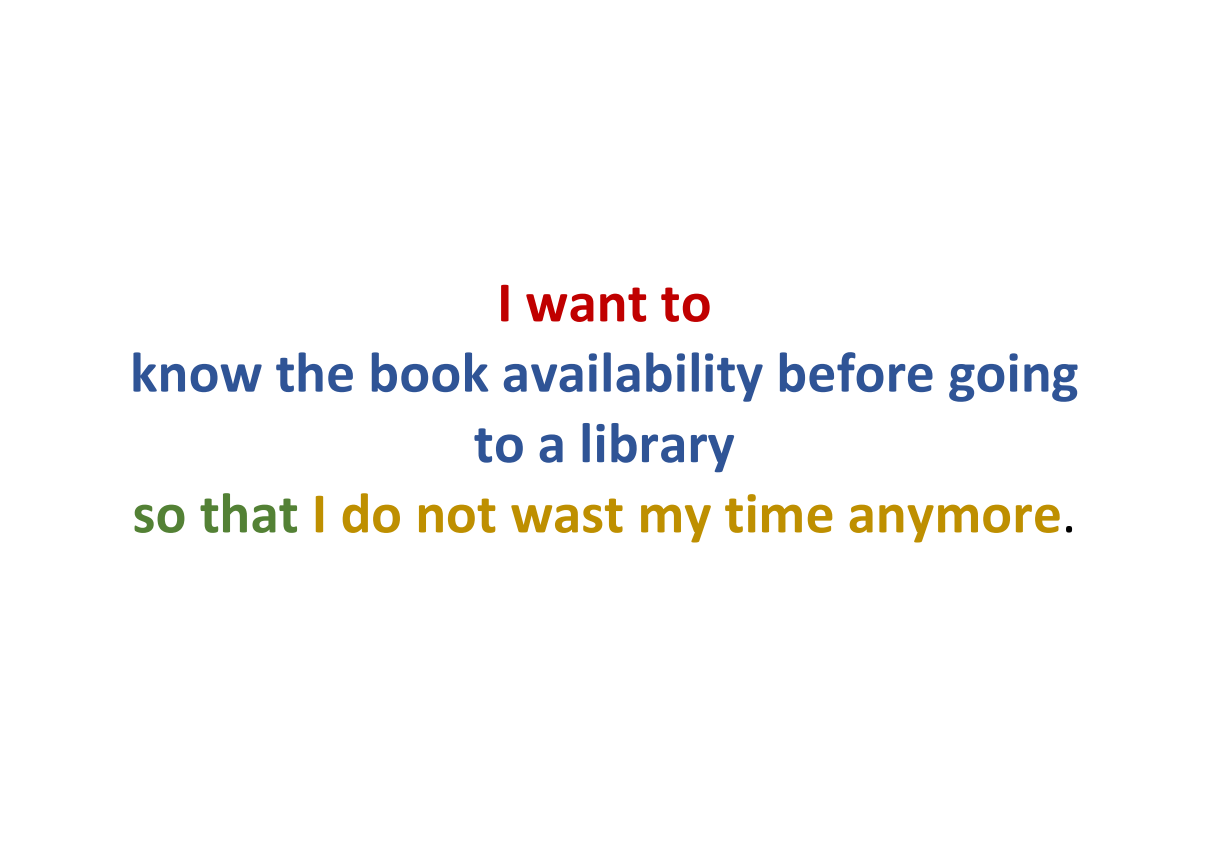 I want to
know the book availability before going
to a library
so that I do not wast my time anymore.